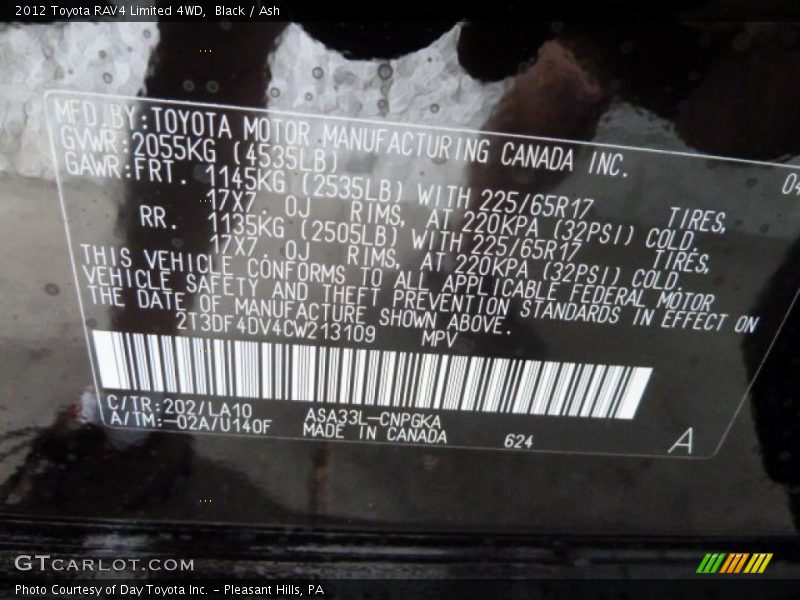 2012 Toyota RAV4 Limited 4WD, Black / Ash
MFD BY:TOYOTA MOTOR MANUFACTURING CANADA INC. 04
GVWR:2055KG (4535LB)
GAWR:FRT. 1145KG (2535LB) WITH 225/65R17 TIRES,
17X7. 0J RIMS, AT 220KPA (32PSI) COLD.
RR. 1135KG (2505LB) WITH 225/65R17 TIRES,
17X7. 0J RIMS, AT 220KPA (32PSI) COLD.
THIS VEHICLE CONFORMS TO ALL APPLICABLE FEDERAL MOTOR
VEHICLE SAFETY AND THEFT PREVENTION STANDARDS IN EFFECT ON
THE DATE OF MANUFACTURE SHOWN ABOVE.
2T3DF4DV4CW213109 MPV
C/TR:202/LA10 ASA33L-CNPGKA
A/TM:-02A/U140F MADE IN CANADA 624 A
GTCARLOT.COM
Photo Courtesy of Day Toyota Inc. - Pleasant Hills, PA